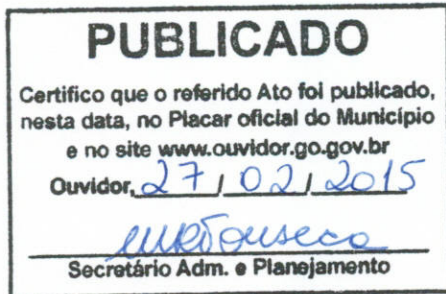 PUBLICADO
Certifico que o referido Ato foi publicado,
nesta data, no Placar oficial do Município
e no site www.ouvidor.go.gov.br
Ouvidor, 27 / 02 / 2015
Secretário Adm. e Planejamento